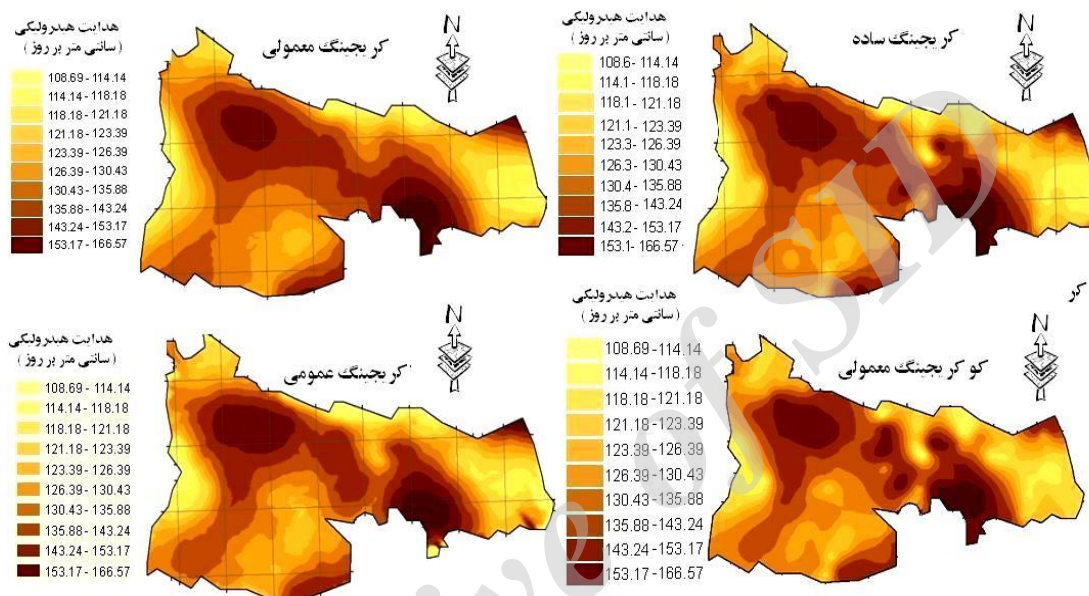 هدایت هیدرولیکی
(سانتی متر بر روز)
کریجینگ معمولی
N
108.69 - 114.14
114.14 - 118.18
118.18 - 121.18
121.18 - 123.39
123.39 - 126.39
126.39 - 130.43
130.43 - 135.88
135.88 - 143.24
143.24 - 153.17
153.17 - 166.57
هدایت هیدرولیکی
(سانتی متر بر روز)
کریجینگ ساده
N
108.6 - 114.14
114.1 - 118.18
118.1 - 121.18
121.1 - 123.39
123.3 - 126.39
126.3 - 130.43
130.4 - 135.88
135.8 - 143.24
143.2 - 153.17
153.1 - 166.57
هدایت هیدرولیکی
(سانتی متر بر روز)
کریجینگ عمومی
N
108.69 - 114.14
114.14 - 118.18
118.18 - 121.18
121.18 - 123.39
123.39 - 126.39
126.39 - 130.43
130.43 - 135.88
135.88 - 143.24
143.24 - 153.17
153.17 - 166.57
کر
هدایت هیدرولیکی
(سانتی متر بر روز)
کو کریجینگ معمولی
N
108.69 - 114.14
114.14 - 118.18
118.18 - 121.18
121.18 - 123.39
123.39 - 126.39
126.39 - 130.43
130.43 - 135.88
135.88 - 143.24
143.24 - 153.17
153.17 - 166.57
ive of SID